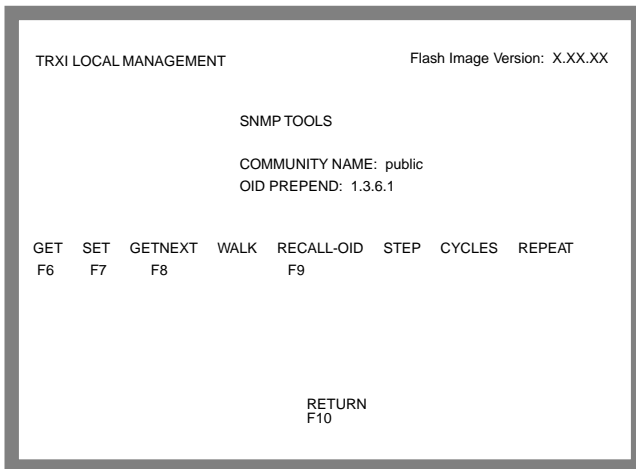 TRXI LOCAL MANAGEMENT Flash Image Version: X.XX.XX
SNMP TOOLS
COMMUNITY NAME: public
OID PREPEND: 1.3.6.1
GET SET GETNEXT WALK RECALL-OID STEP CYCLES REPEAT
F6 F7 F8 F9
RETURN
F10